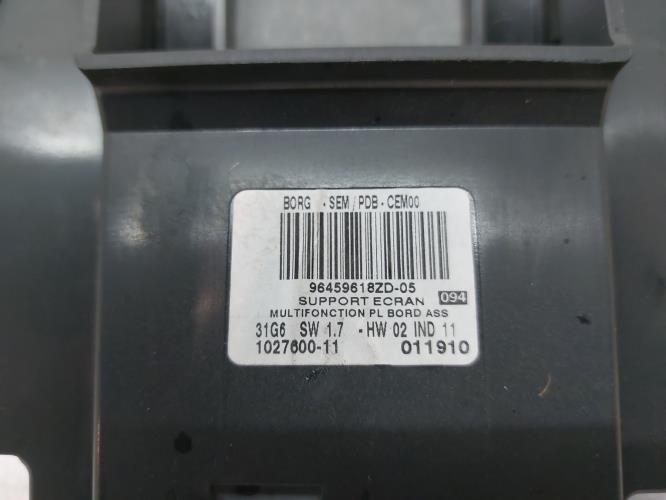 BORG - SEM / PDB - CEM00
96459618ZD-05
SUPPORT ECRAN 094
MULTIFONCTION PL BORD ASS
31G6 SW 1.7 - HW 02 IND 11
1027600-11 011910